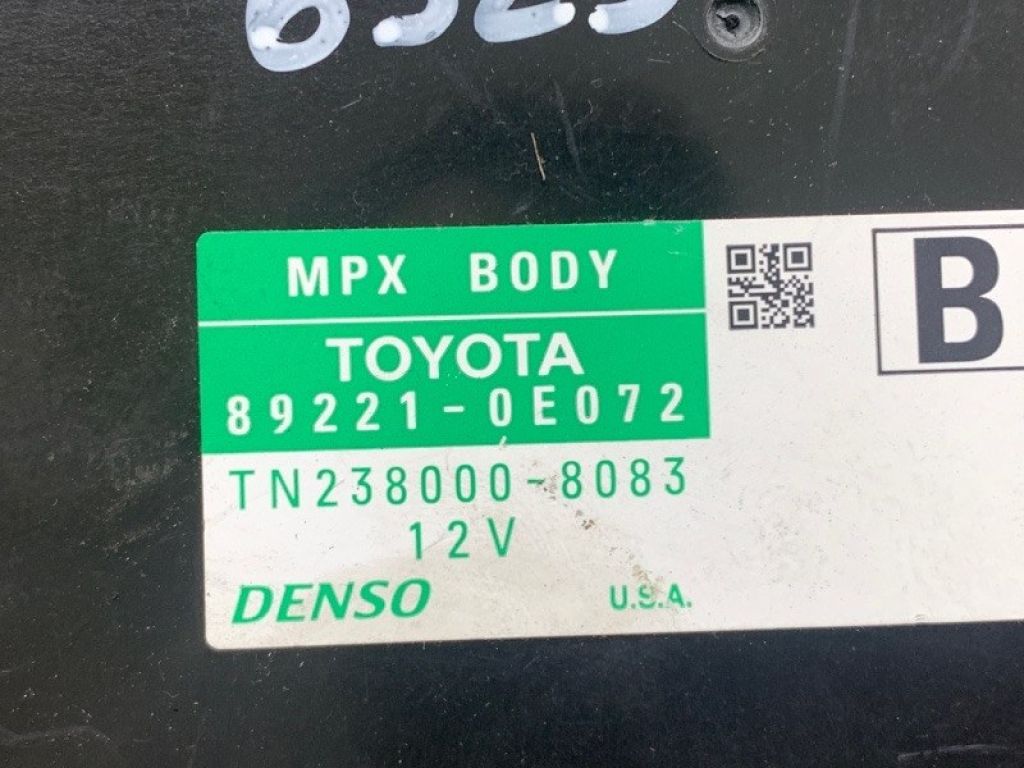 MPX BODY
TOYOTA
89221-0E072
TN238000-8083
12V
DENSO
U.S.A.
B